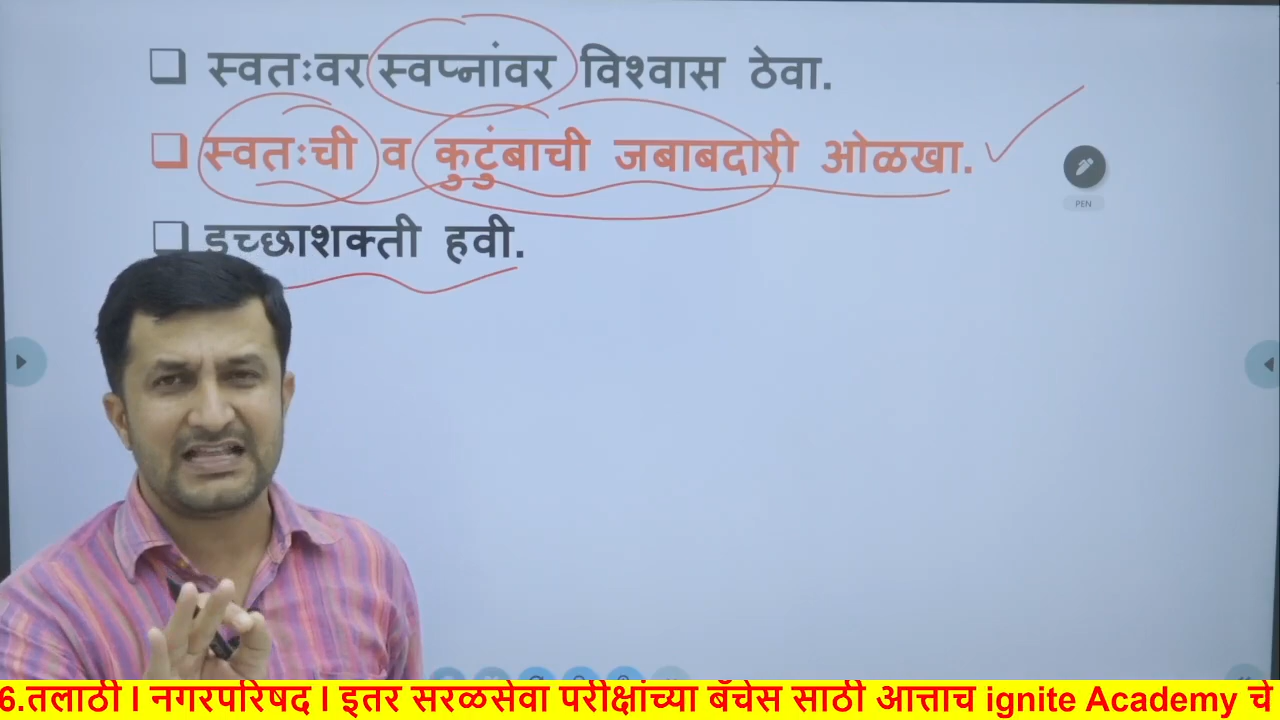 स्वतःवर स्वप्नांवर विश्वास ठेवा.
स्वतःची व कुटुंबाची जबाबदारी ओळखा.
PEN
इच्छाशक्ती हवी.
6.तलाठी l नगरपरिषद l इतर सरळसेवा परीक्षांच्या बॅचेस साठी आत्ताच ignite Academy चे